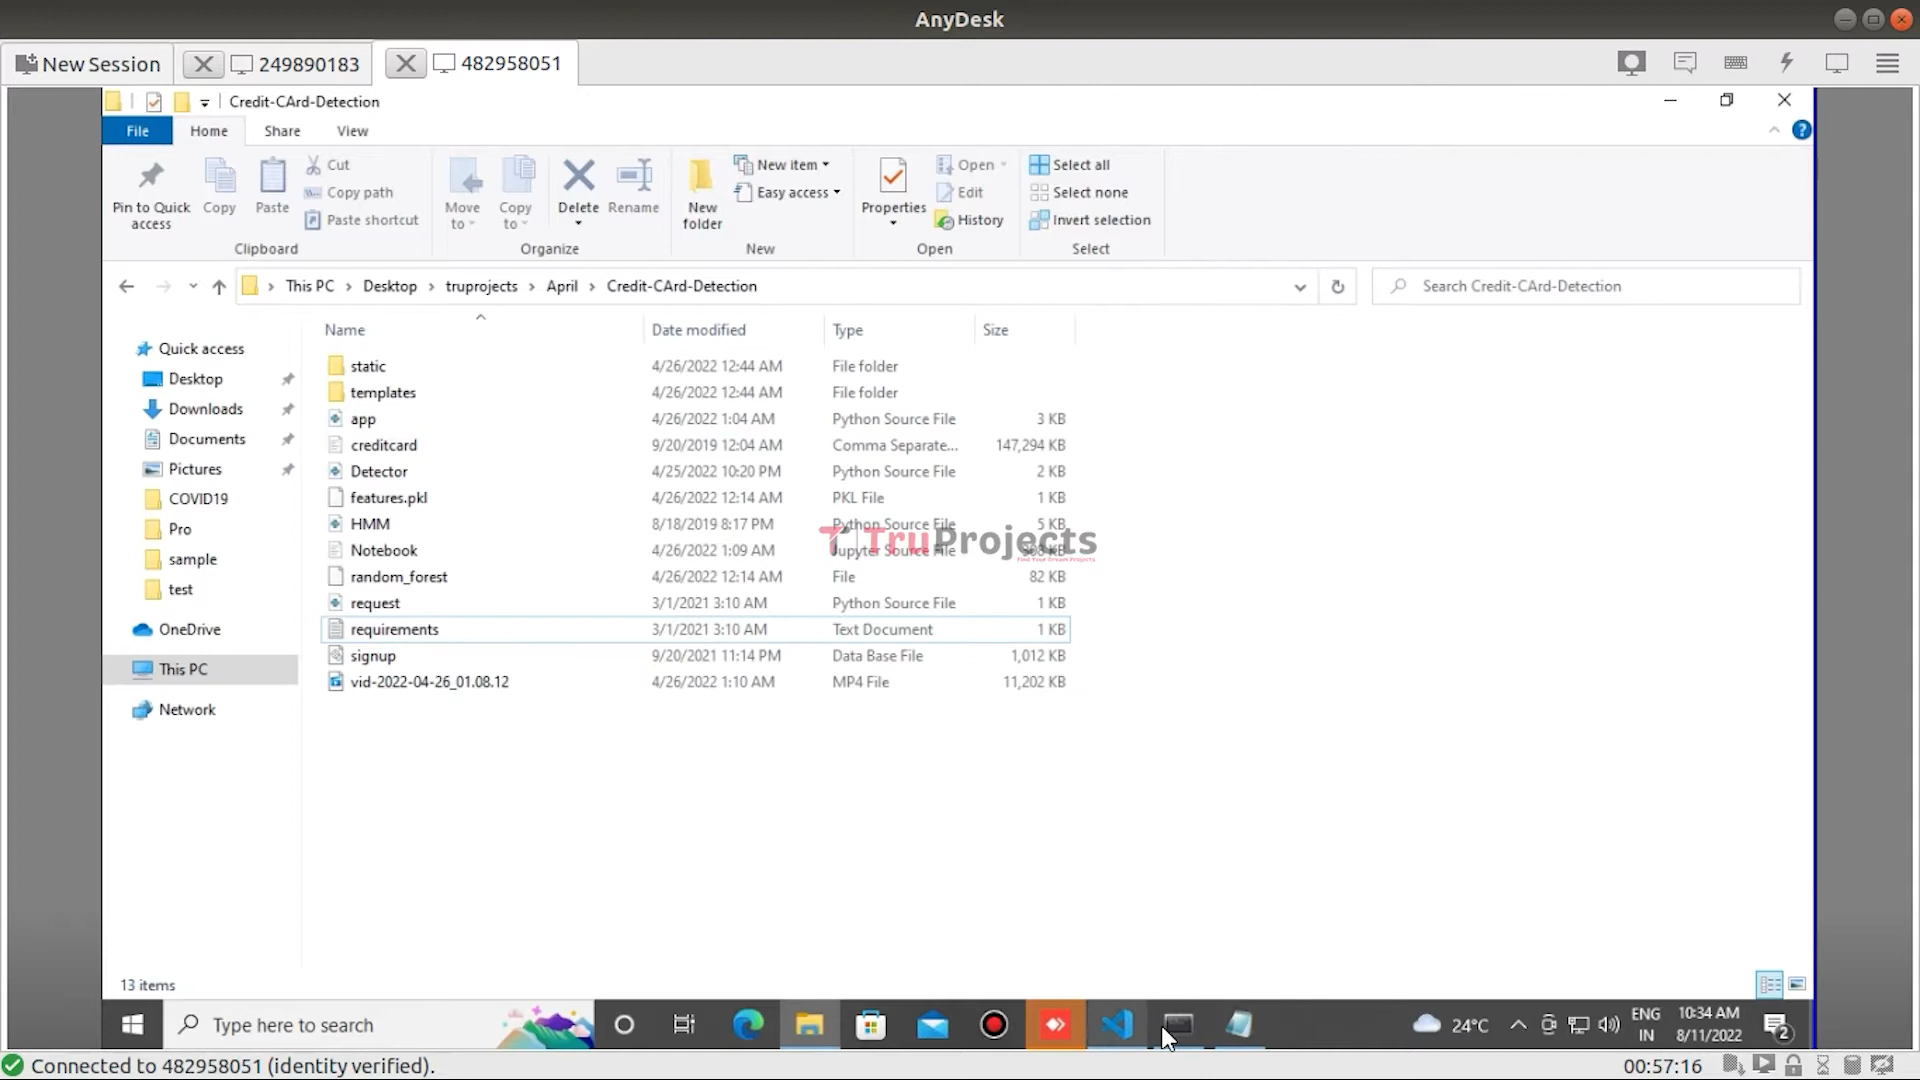 AnyDesk
New Session
249890183
482958051
Credit-CArd-Detection
File
Home
Share
View
Pin to Quick
access
Copy
Paste
Cut
Copy path
Paste shortcut
Clipboard
Move
to
Copy
to
Delete
Rename
Organize
New
folder
New item
Easy access
New
Properties
Open
Edit
History
Open
Select all
Select none
Invert selection
Select
This PC
Desktop
truprojects
April
Credit-CArd-Detection
Search Credit-CArd-Detection
Quick access
Desktop
Downloads
Documents
Pictures
COVID19
Pro
sample
test
OneDrive
This PC
Network
Name Date modified Type Size
static 4/26/2022 12:44 AM File folder
templates 4/26/2022 12:44 AM File folder
app 4/26/2022 1:04 AM Python Source File 3 KB
creditcard 9/20/2019 12:04 AM Comma Separate... 147,294 KB
Detector 4/25/2022 10:20 PM Python Source File 2 KB
features.pkl 4/26/2022 12:14 AM PKL File 1 KB
HMM 8/18/2019 8:17 PM Python Source File 5 KB
TruProjects
Find Your Dream Projects
Notebook 4/26/2022 1:09 AM Jupyter Source File KB
random_forest 4/26/2022 12:14 AM File 82 KB
request 3/1/2021 3:10 AM Python Source File 1 KB
requirements 3/1/2021 3:10 AM Text Document 1 KB
signup 9/20/2021 11:14 PM Data Base File 1,012 KB
vid-2022-04-26_01.08.12 4/26/2022 1:10 AM MP4 File 11,202 KB
13 items
Type here to search
24°C
ENG
IN
10:34 AM
8/11/2022
2
Connected to 482958051 (identity verified).
00:57:16